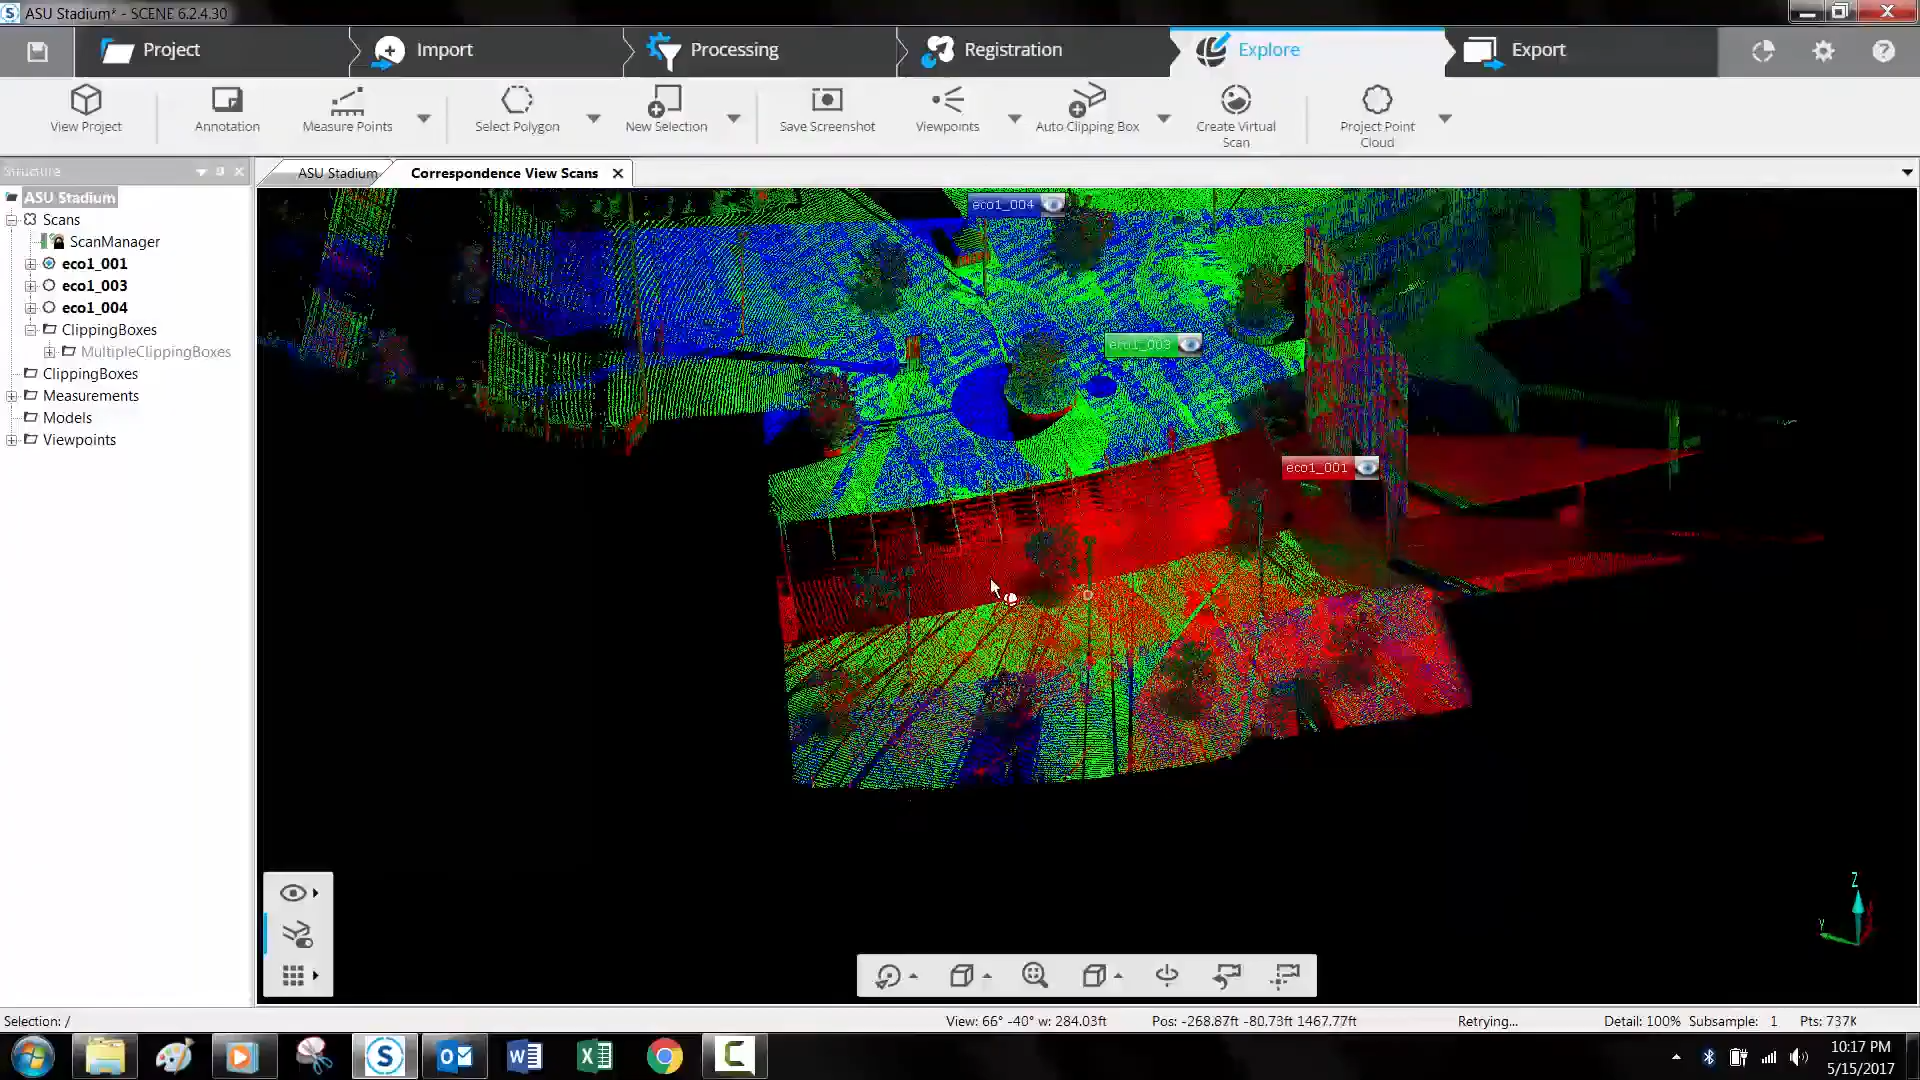 ASU Stadium* - SCENE 6.2.4.30
Project
Import
Processing
Registration
Explore
Export
View Project
Annotation
Measure Points
Select Polygon
New Selection
Save Screenshot
Viewpoints
Auto Clipping Box
Create Virtual Scan
Project Point Cloud
Structure
ASU Stadium
Correspondence View Scans
ASU Stadium
Scans
ScanManager
eco1_001
eco1_003
eco1_004
ClippingBoxes
MultipleClippingBoxes
ClippingBoxes
Measurements
Models
Viewpoints
eco1_004
eco1_003
eco1_001
Z
Y
Selection: /
View: 66° -40° w: 284.03ft
Pos: -268.87ft -80.73ft 1467.77ft
Retrying...
Detail: 100%
Subsample: 1
Pts: 737K
10:17 PM
5/15/2017